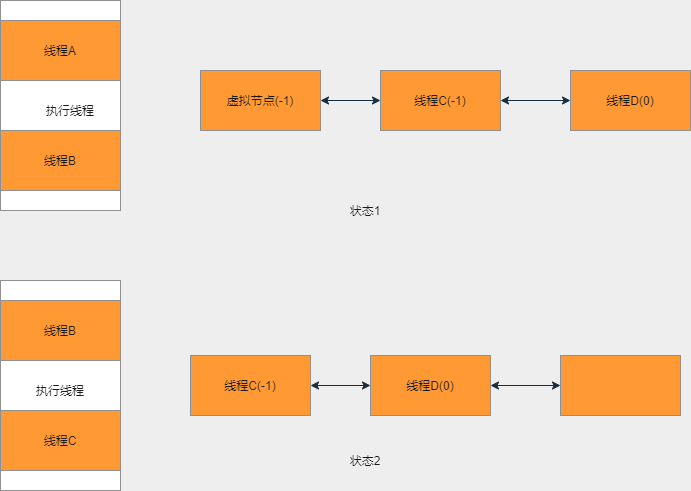 线程A
执行线程
线程B
虚拟节点(-1)
线程C(-1)
线程D(0)
状态1
线程B
执行线程
线程C
线程C(-1)
线程D(0)
状态2